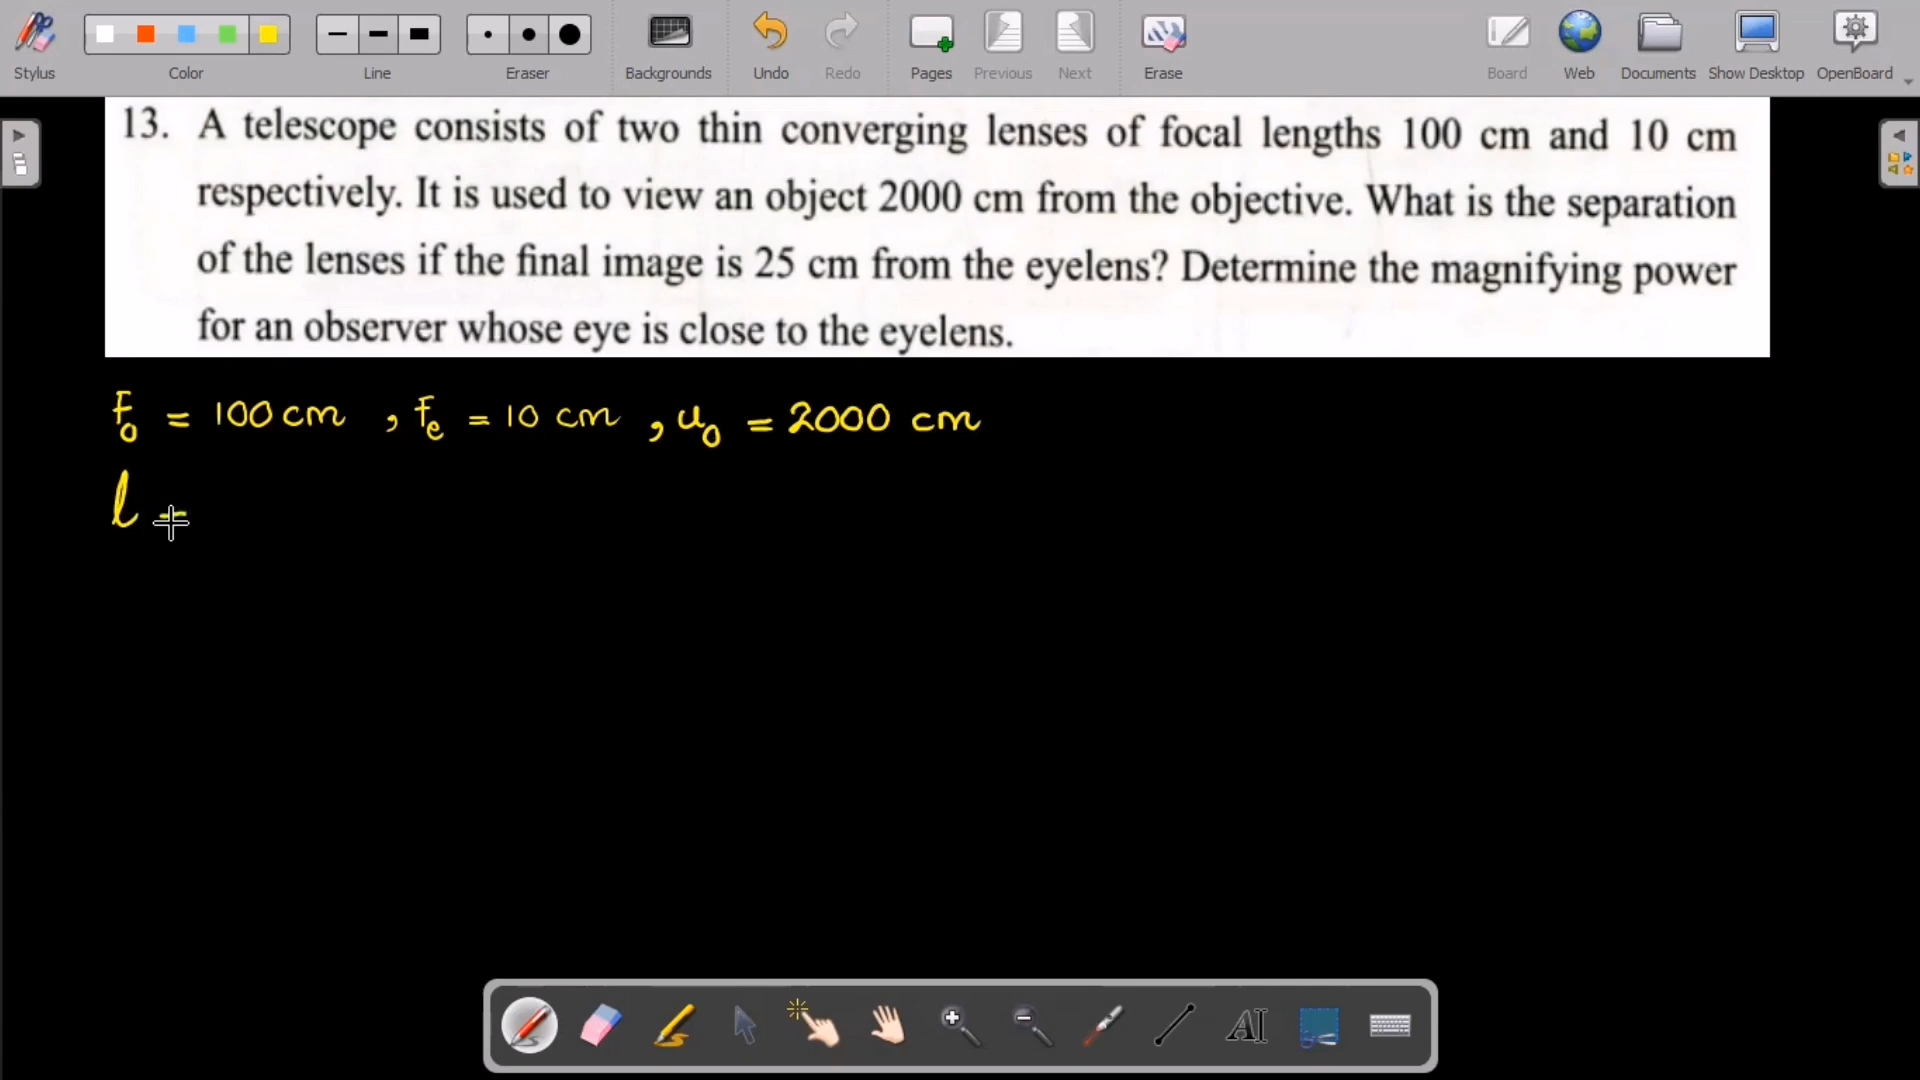 Stylus Color Line Eraser Backgrounds Undo Redo Pages Previous Next Erase Board Web Documents Show Desktop OpenBoard
13. A telescope consists of two thin converging lenses of focal lengths 100 cm and 10 cm
respectively. It is used to view an object 2000 cm from the objective. What is the separation
of the lenses if the final image is 25 cm from the eyelens? Determine the magnifying power
for an observer whose eye is close to the eyelens.
F₀ = 100 cm , Fₑ = 10 cm , u₀ = 2000 cm
l =
AI